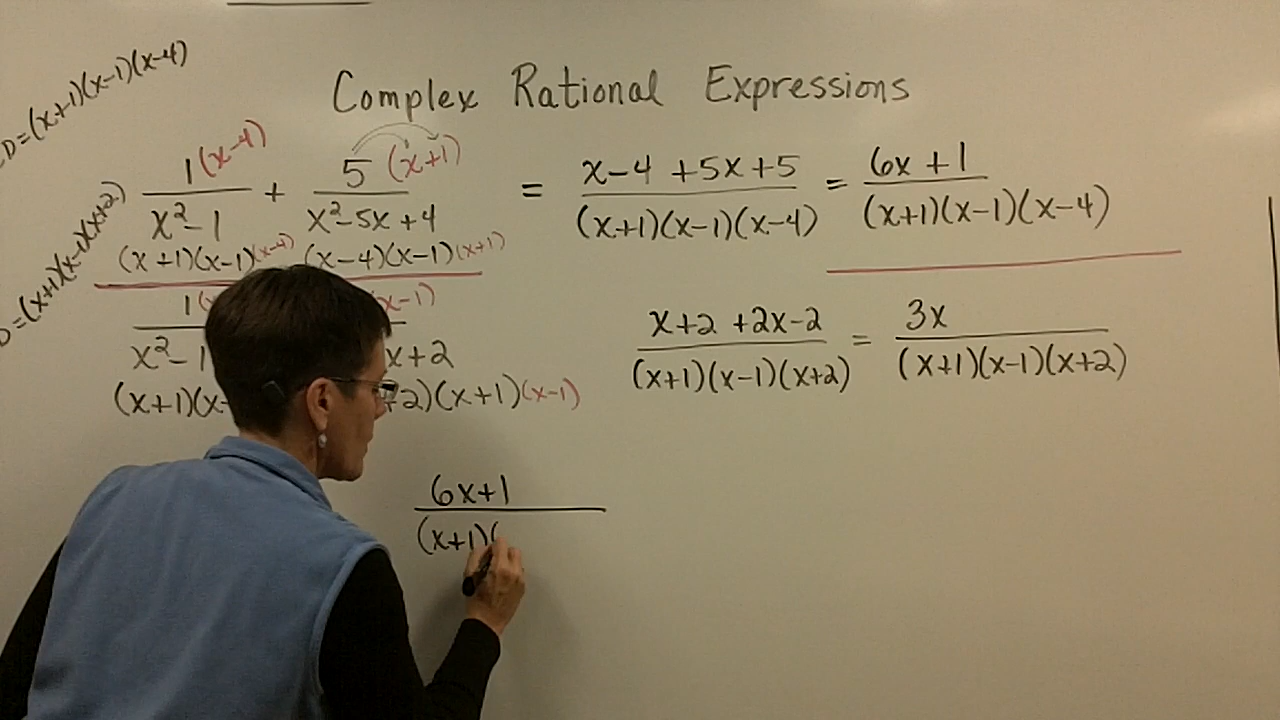 Complex Rational Expressions
D=(x+1)(x-1)(x-4)
1(x-4) / x²-1 + 5(x+1) / x²-5x+4 = x-4+5x+5 / (x+1)(x-1)(x-4) = 6x+1 / (x+1)(x-1)(x-4)
(x+1)(x-1)(x-4) (x-4)(x-1)(x+1)
D=(x+1)(x-1)(x+2)
1 / x²-1 (x-1) / x+2 x+2+2x-2 / (x+1)(x-1)(x+2) = 3x / (x+1)(x-1)(x+2)
(x+1)(x- 2)(x+1)(x-1)
6x+1
(x+1)(